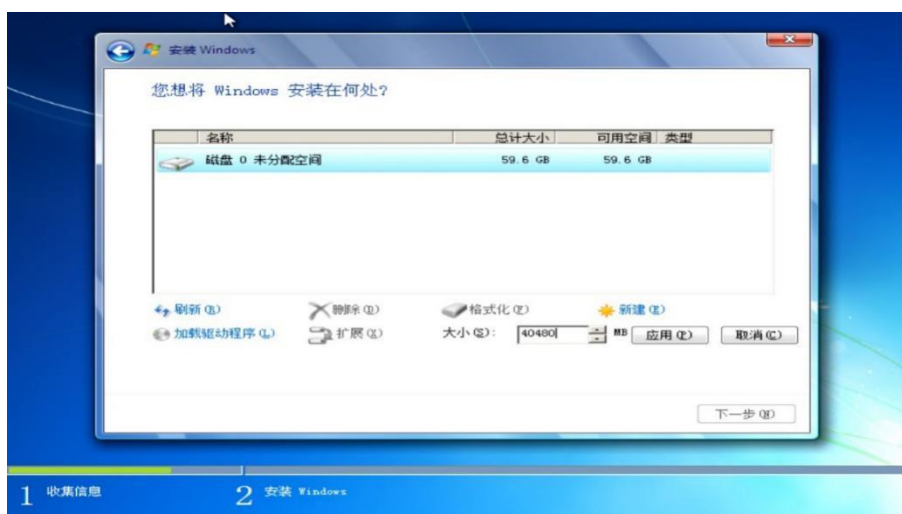 安装 Windows
您想将 Windows 安装在何处?
名称 总计大小 可用空间 类型
磁盘 0 未分配空间 59.6 GB 59.6 GB
刷新(R) 删除(D) 格式化(F) 新建(E)
加载驱动程序(L) 扩展(X) 大小(S): 40480 MB 应用(P) 取消(C)
下一步(N)
1 收集信息 2 安装 Windows